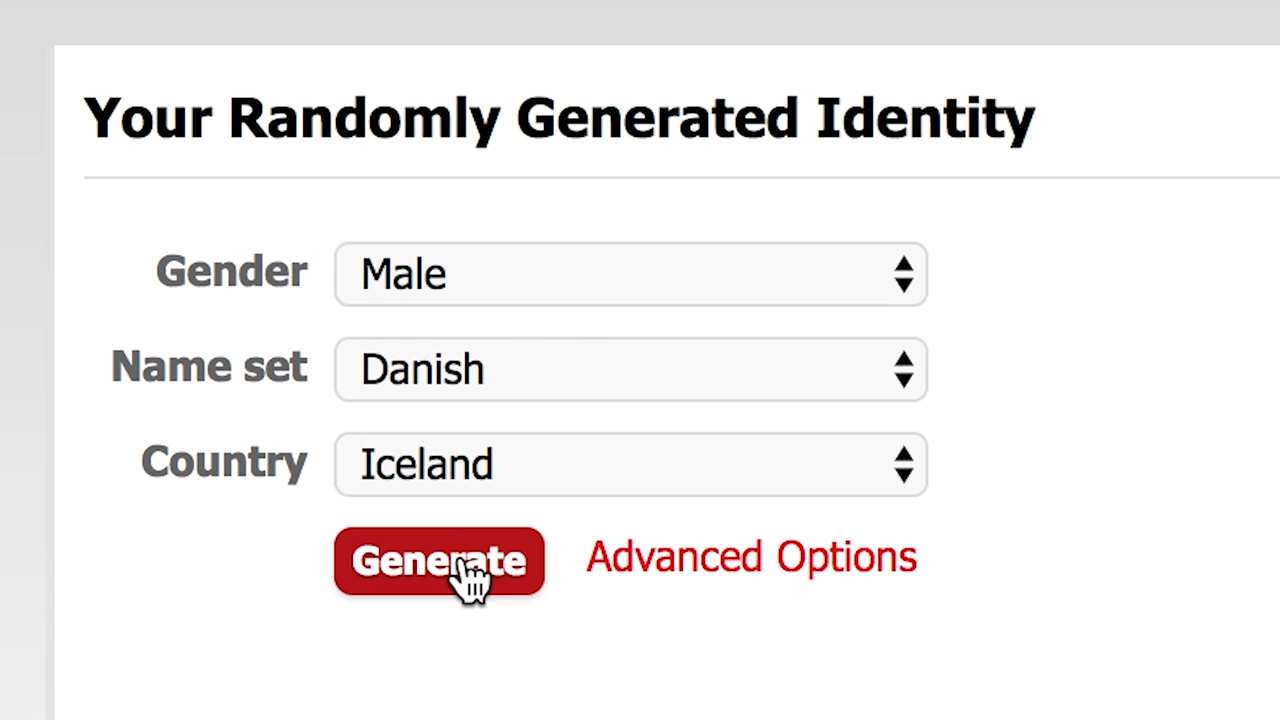 Your Randomly Generated Identity
Gender Male
Name set Danish
Country Iceland
Generate Advanced Options